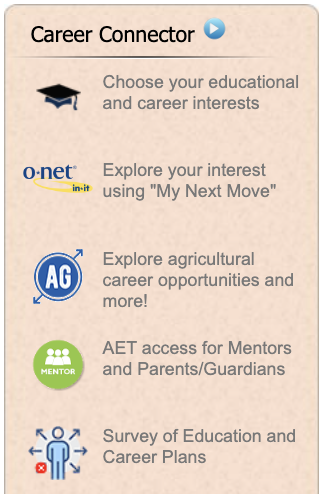 Career Connector
Choose your educational
and career interests
o·net®
in-it
Explore your interest
using "My Next Move"
AG
Explore agricultural
career opportunities and
more!
MENTOR
AET access for Mentors
and Parents/Guardians
Survey of Education and
Career Plans